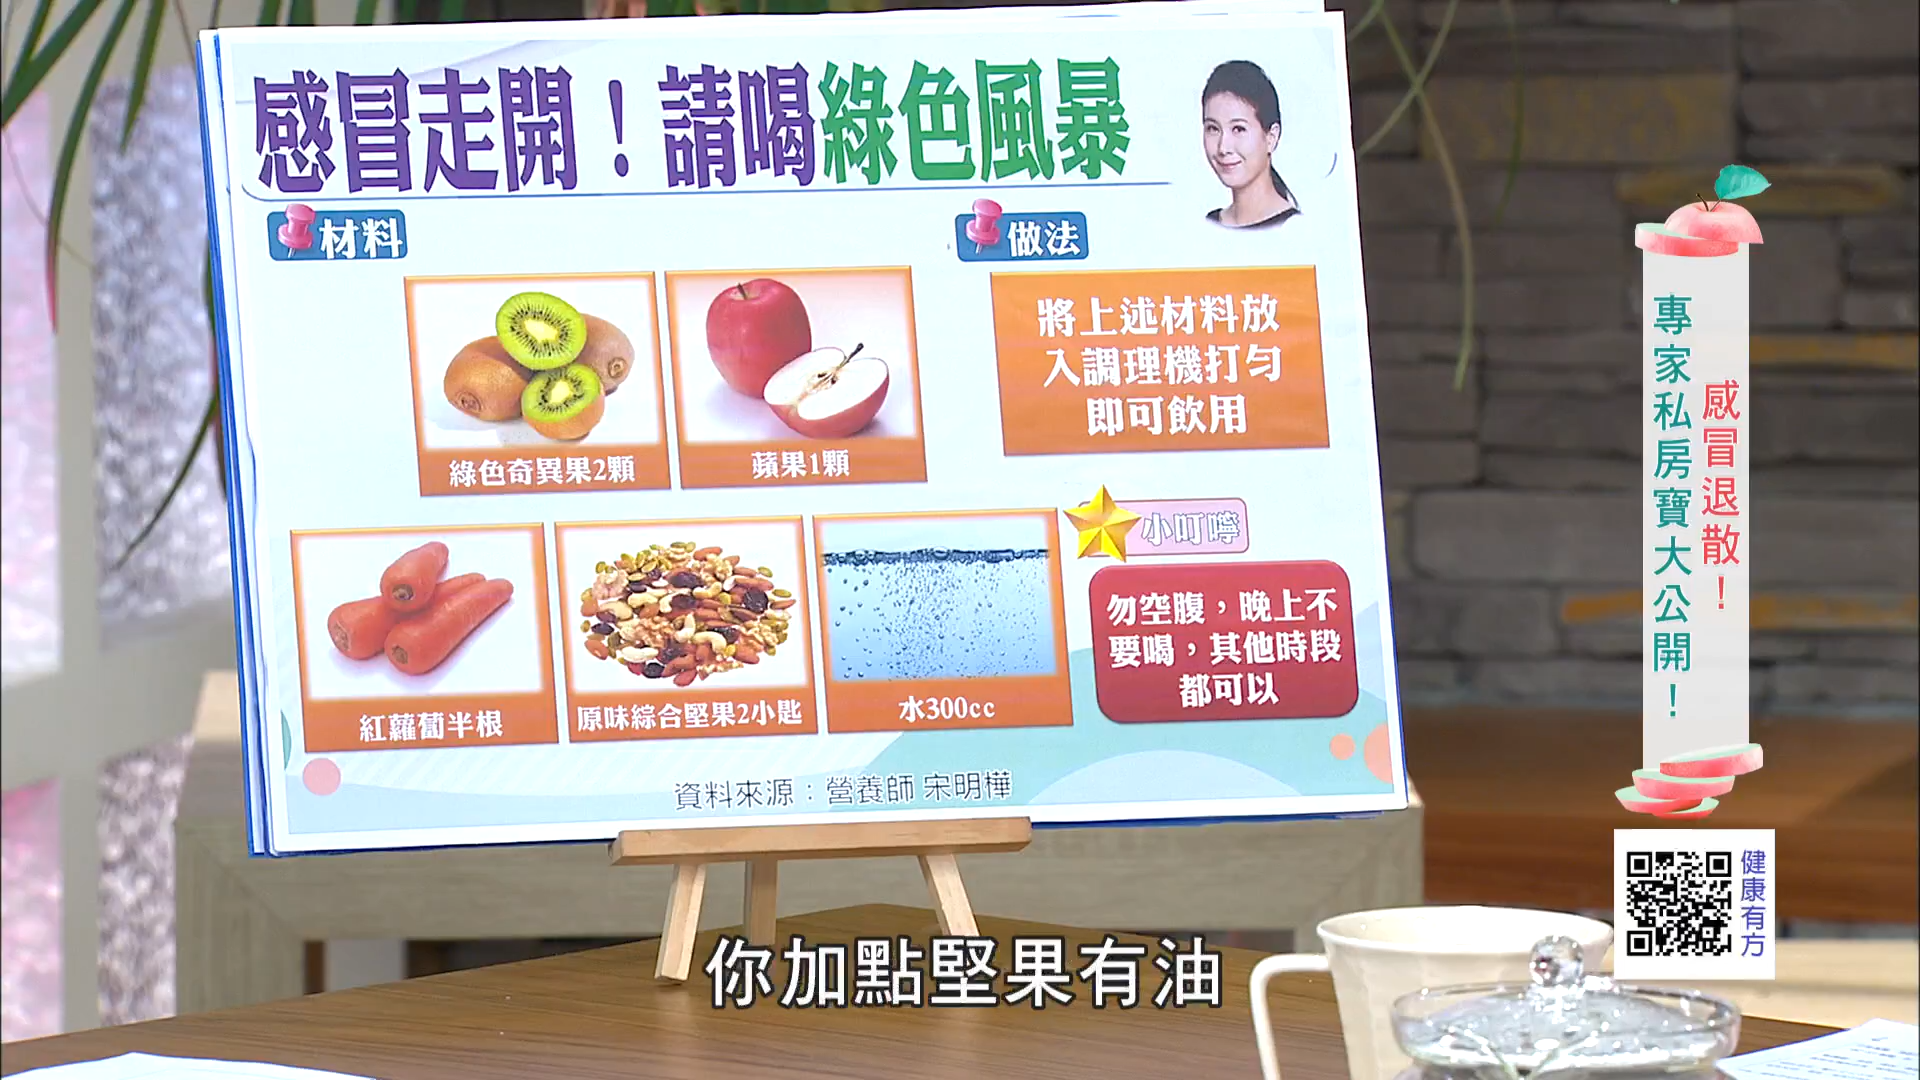 感冒走開！請喝綠色風暴
材料
綠色奇異果2顆
蘋果1顆
紅蘿蔔半根
原味綜合堅果2小匙
水300cc
做法
將上述材料放
入調理機打勻
即可飲用
小叮嚀
勿空腹，晚上不
要喝，其他時段
都可以
資料來源：營養師 宋明樺
感冒退散！
專家私房寶大公開！
健康有方
你加點堅果有油